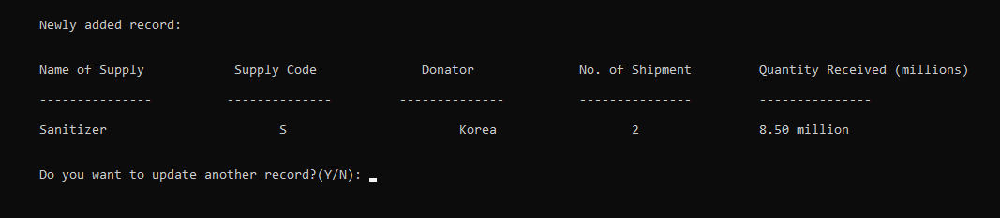 Newly added record:
Name of Supply Supply Code Donator No. of Shipment Quantity Received (millions)
--------------- -------------- -------------- --------------- ---------------
Sanitizer S Korea 2 8.50 million
Do you want to update another record?(Y/N):